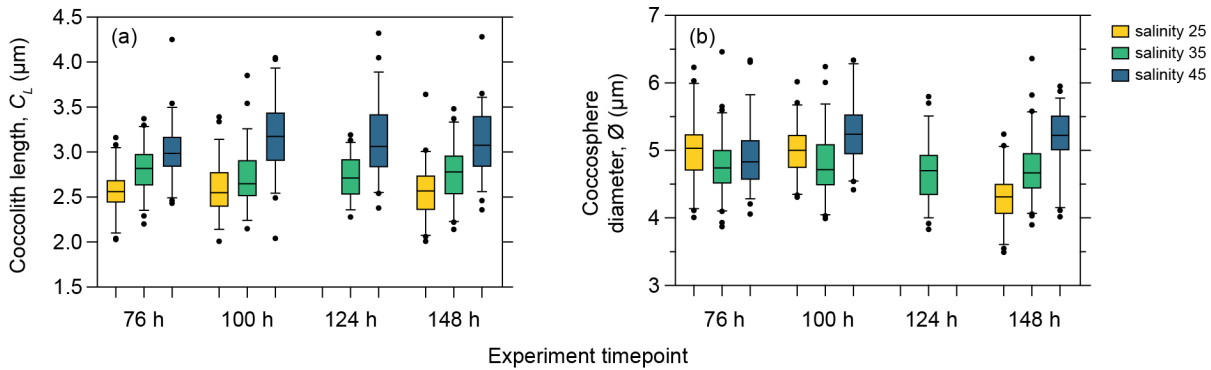 (a)
Coccolith length, C_L (μm)
4.5
4.0
3.5
3.0
2.5
2.0
1.5
76 h 100 h 124 h 148 h
(b)
Coccosphere
diameter, Ø (μm)
7
6
5
4
3
76 h 100 h 124 h 148 h
salinity 25
salinity 35
salinity 45
Experiment timepoint